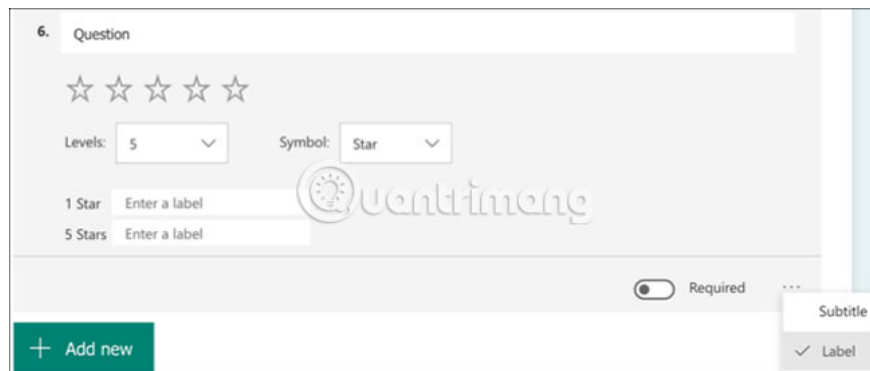 6. Question
Levels: 5 Symbol: Star
1 Star Enter a label
Quantrimang
5 Stars Enter a label
Required ...
Subtitle
+ Add new
✓ Label